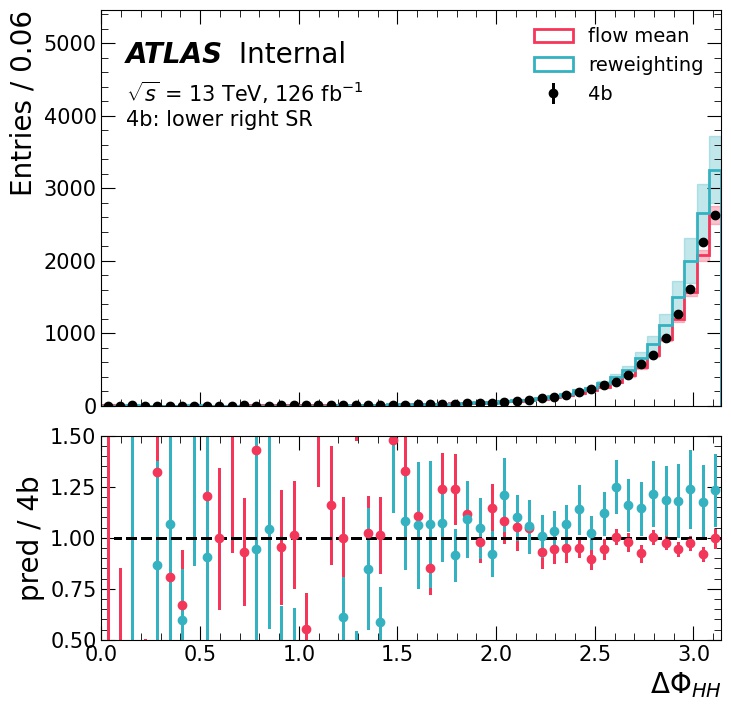 Entries / 0.06
5000
4000
3000
2000
1000
0
ATLAS Internal
√s = 13 TeV, 126 fb⁻¹
4b: lower right SR
flow mean
reweighting
4b
pred / 4b
1.50
1.25
1.00
0.75
0.50
0.0 0.5 1.0 1.5 2.0 2.5 3.0
ΔΦHH